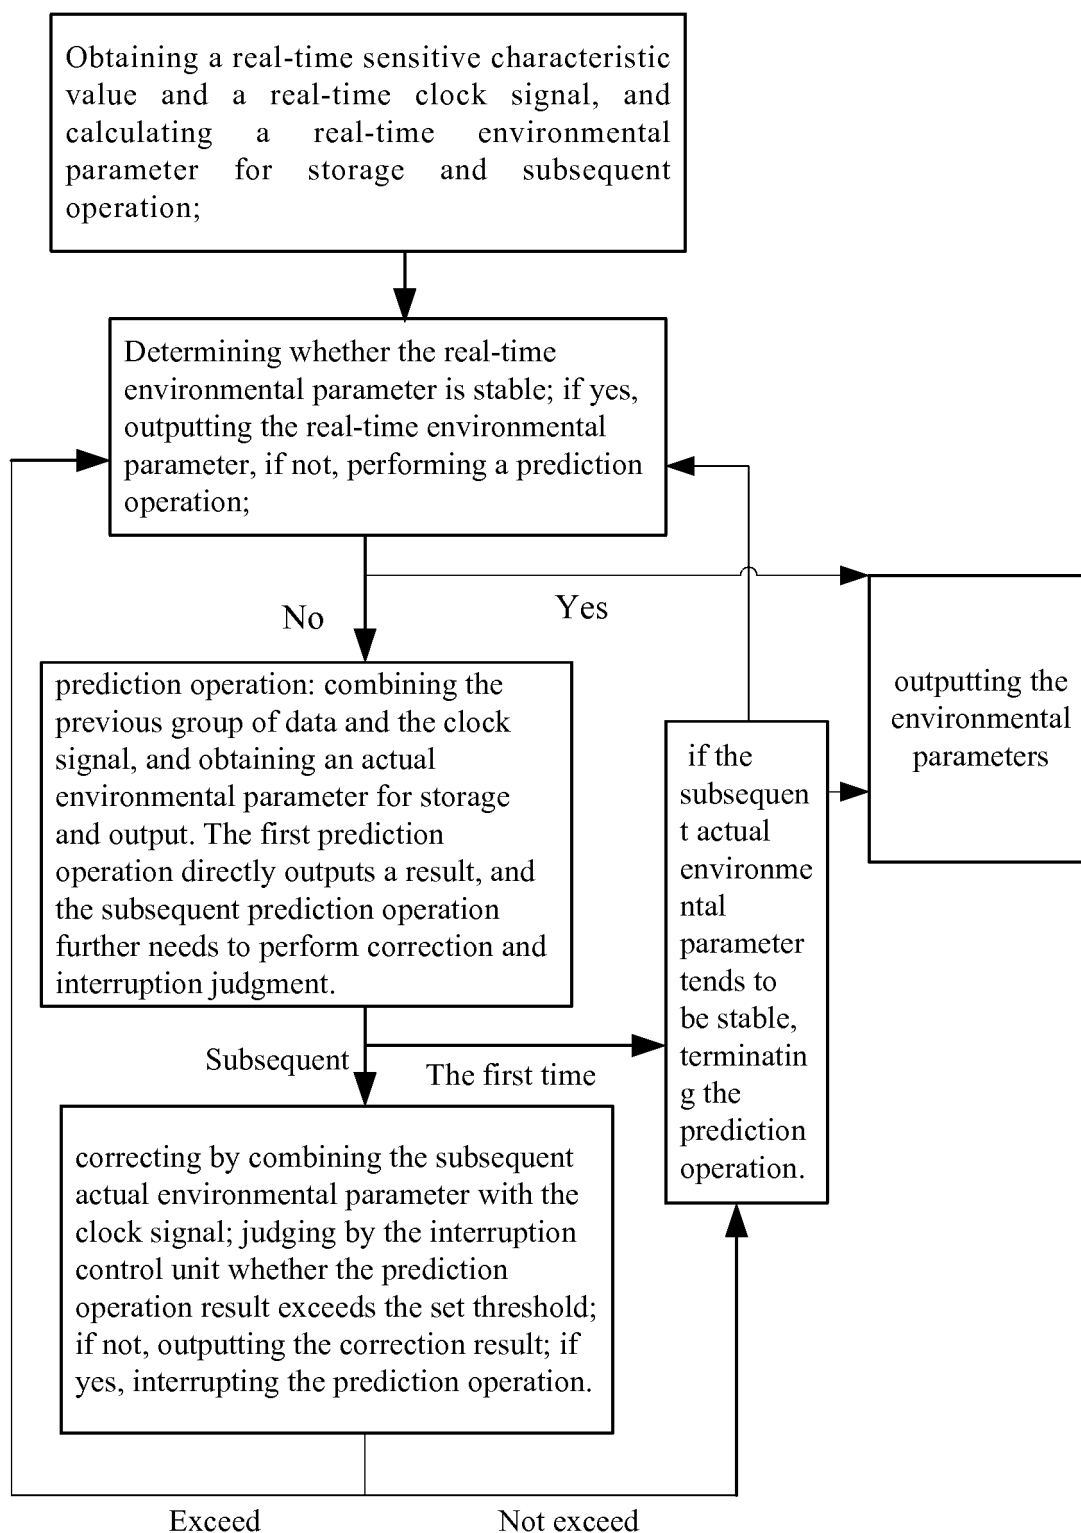 Obtaining a real-time sensitive characteristic
value and a real-time clock signal, and
calculating a real-time environmental
parameter for storage and subsequent
operation;
Determining whether the real-time
environmental parameter is stable; if yes,
outputting the real-time environmental
parameter, if not, performing a prediction
operation;
No
Yes
outputting the
environmental
parameters
prediction operation: combining the
previous group of data and the clock
signal, and obtaining an actual
environmental parameter for storage
and output. The first prediction
operation directly outputs a result, and
the subsequent prediction operation
further needs to perform correction and
interruption judgment.
if the
subsequen
t actual
environme
ntal
parameter
tends to
be stable,
terminatin
g the
prediction
operation.
Subsequent
The first time
correcting by combining the subsequent
actual environmental parameter with the
clock signal; judging by the interruption
control unit whether the prediction
operation result exceeds the set threshold;
if not, outputting the correction result; if
yes, interrupting the prediction operation.
Exceed
Not exceed